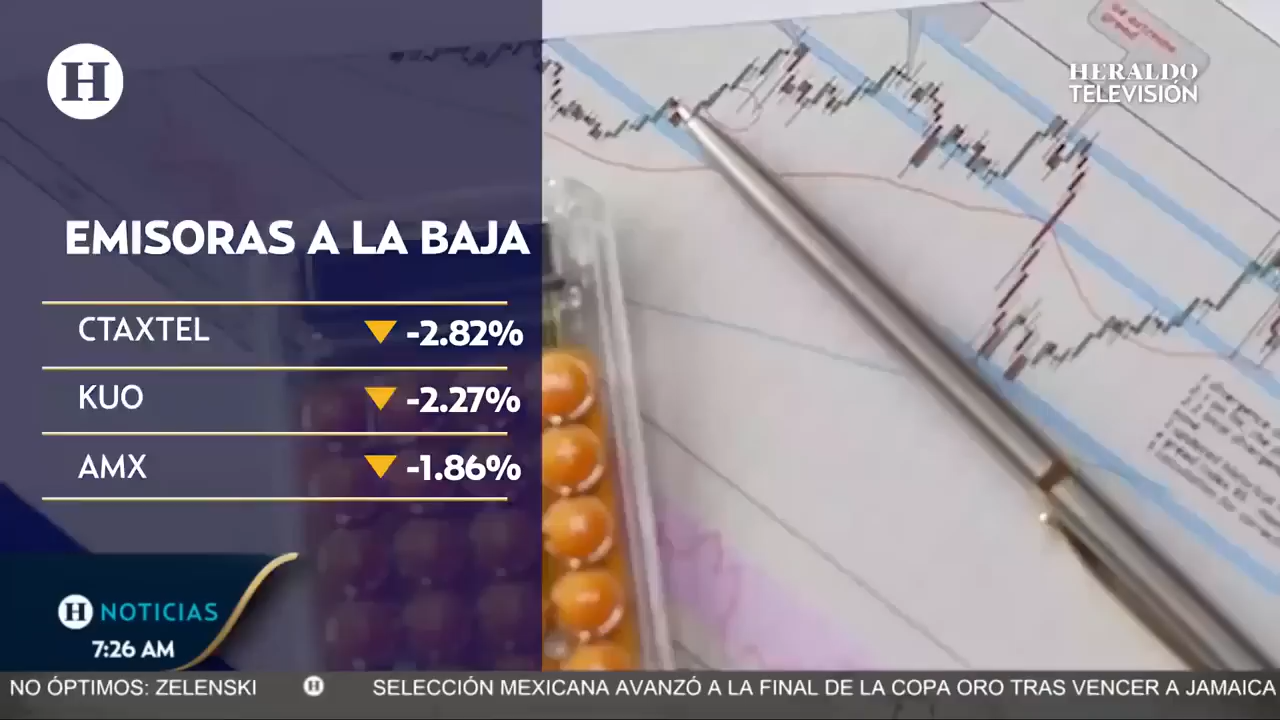 H
HERALDO
TELEVISIÓN
EMISORAS A LA BAJA
CTAXTEL -2.82%
KUO -2.27%
AMX -1.86%
H NOTICIAS
7:26 AM
NO ÓPTIMOS: ZELENSKI H SELECCIÓN MEXICANA AVANZÓ A LA FINAL DE LA COPA ORO TRAS VENCER A JAMAICA